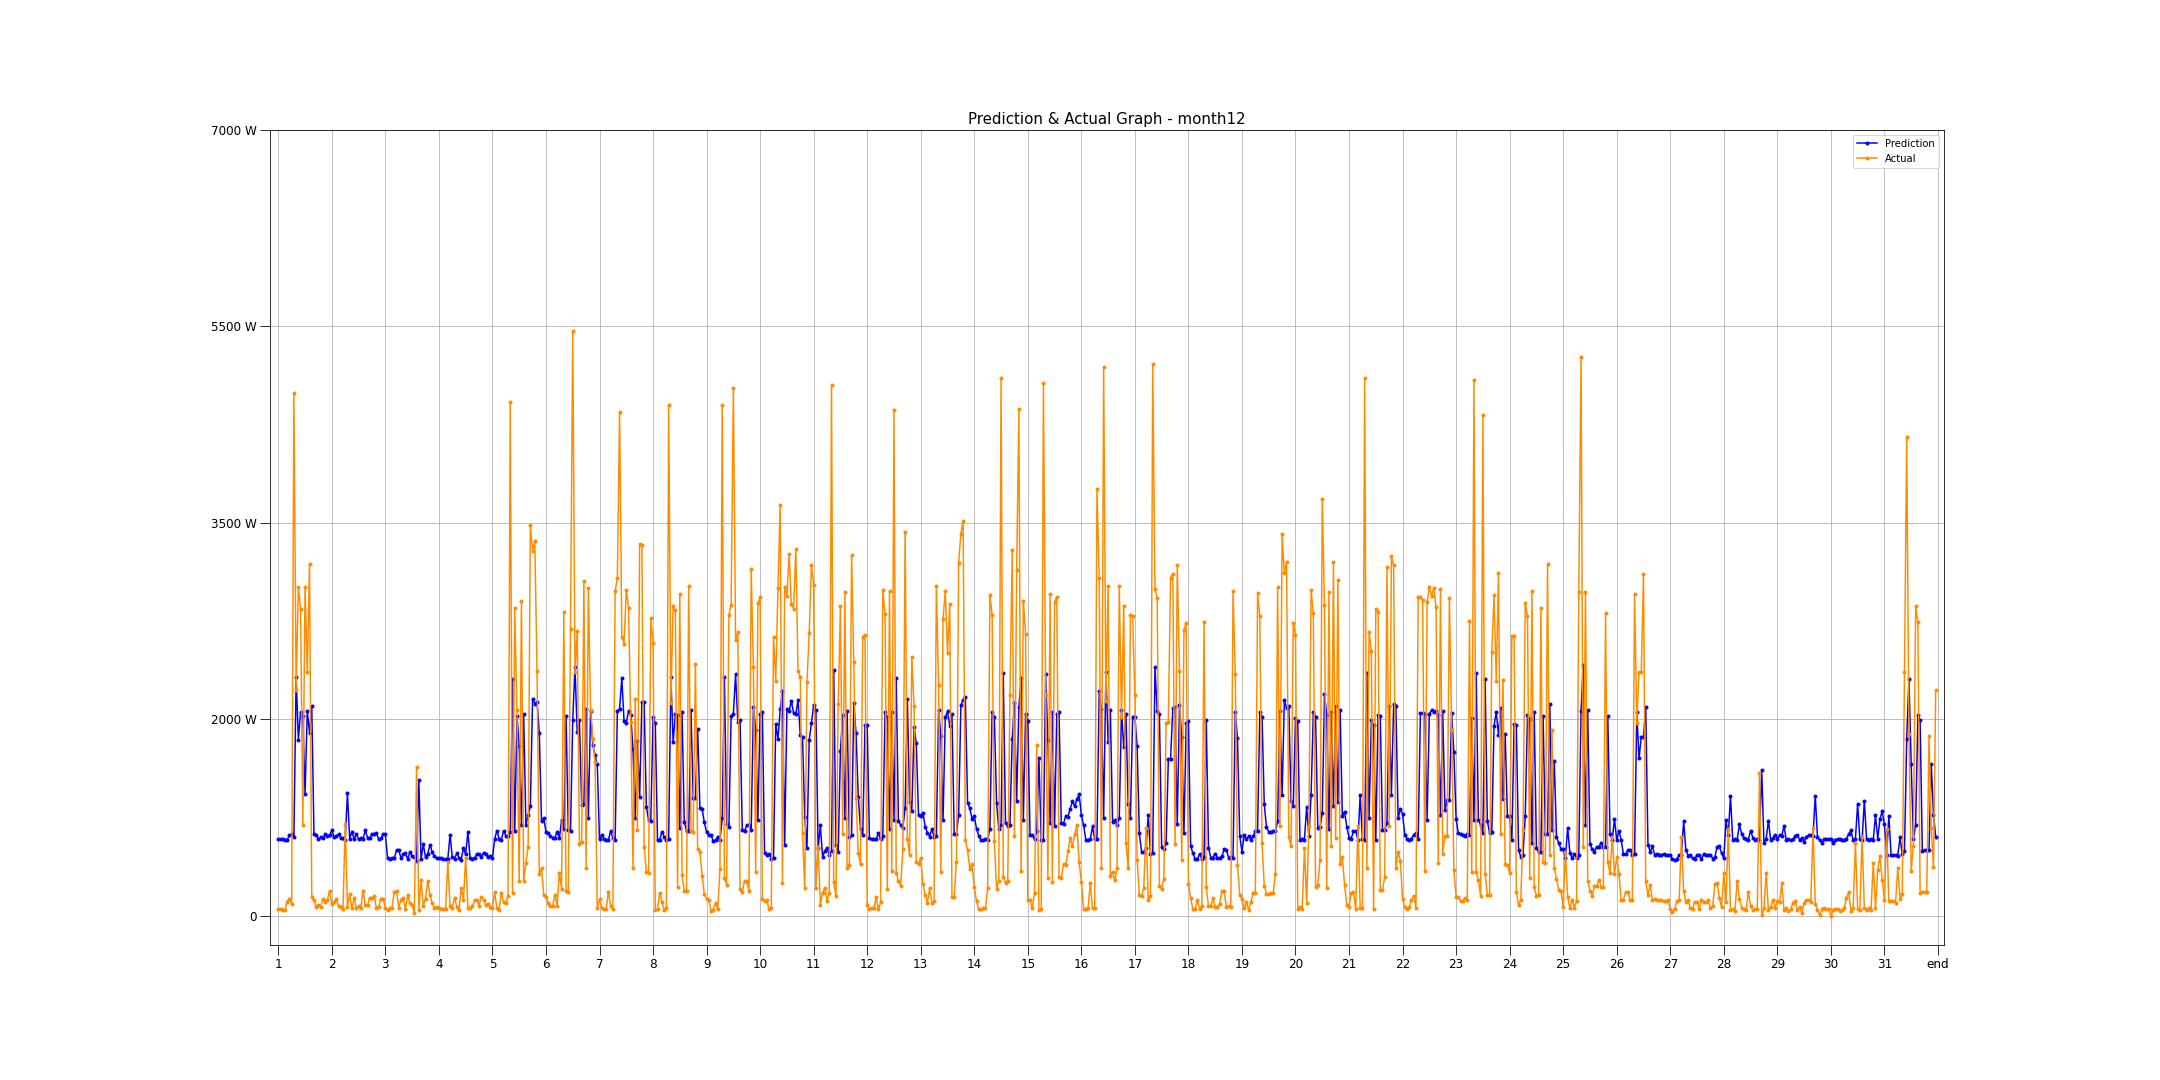 Prediction & Actual Graph - month12
7000 W
Prediction
Actual
5500 W
3500 W
2000 W
0
1 2 3 4 5 6 7 8 9 10 11 12 13 14 15 16 17 18 19 20 21 22 23 24 25 26 27 28 29 30 31 end